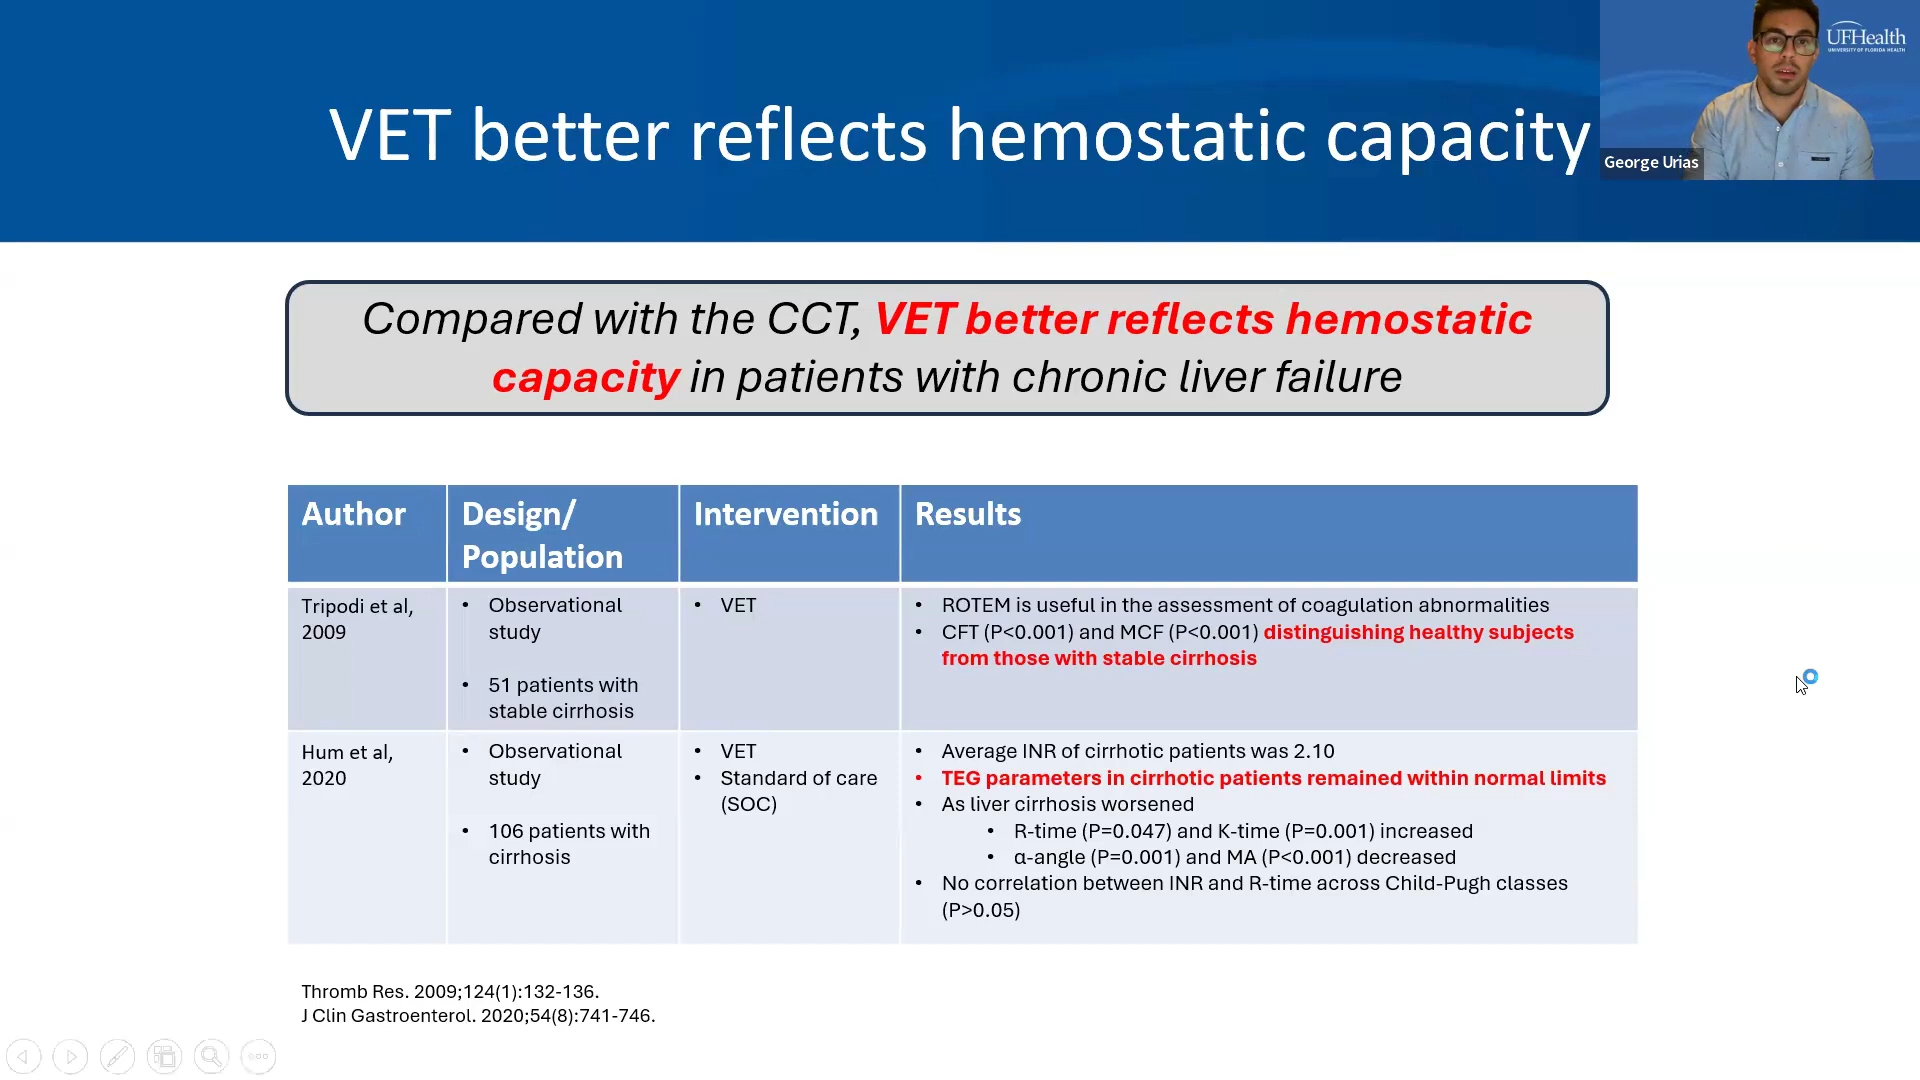 VET better reflects hemostatic capacity
UFHealth
UNIVERSITY OF FLORIDA HEALTH
George Urias
Compared with the CCT, VET better reflects hemostatic
capacity in patients with chronic liver failure
Author
Design/
Population
Intervention
Results
Tripodi et al,
2009
• Observational
study
• 51 patients with
stable cirrhosis
• VET
• ROTEM is useful in the assessment of coagulation abnormalities
• CFT (P<0.001) and MCF (P<0.001) distinguishing healthy subjects
from those with stable cirrhosis
Hum et al,
2020
• Observational
study
• 106 patients with
cirrhosis
• VET
• Standard of care
(SOC)
• Average INR of cirrhotic patients was 2.10
• TEG parameters in cirrhotic patients remained within normal limits
• As liver cirrhosis worsened
• R-time (P=0.047) and K-time (P=0.001) increased
• α-angle (P=0.001) and MA (P<0.001) decreased
• No correlation between INR and R-time across Child-Pugh classes
(P>0.05)
Thromb Res. 2009;124(1):132-136.
J Clin Gastroenterol. 2020;54(8):741-746.